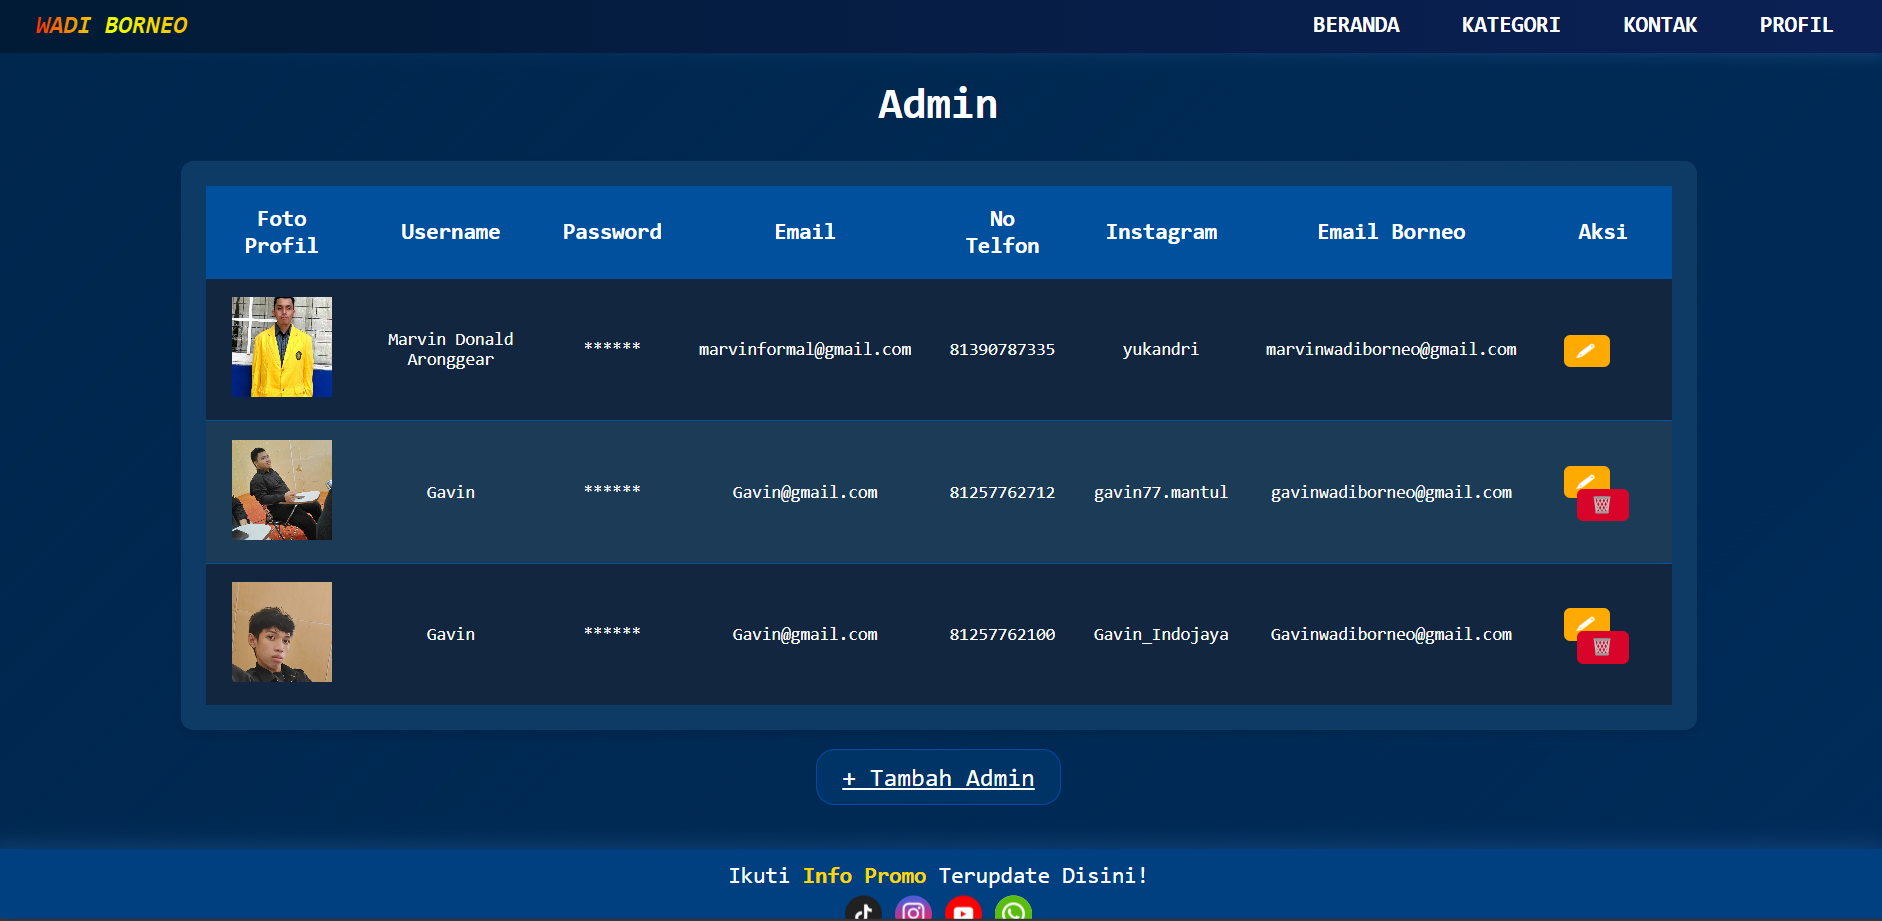 WADI BORNEO
BERANDA KATEGORI KONTAK PROFIL
Admin
Foto Profil Username Password Email No Telfon Instagram Email Borneo Aksi
Marvin Donald Aronggear ****** marvinformal@gmail.com 81390787335 yukandri marvinwadiborneo@gmail.com
Gavin ****** Gavin@gmail.com 81257762712 gavin77.mantul gavinwadiborneo@gmail.com
Gavin ****** Gavin@gmail.com 81257762100 Gavin_Indojaya Gavinwadiborneo@gmail.com
+ Tambah Admin
Ikuti Info Promo Terupdate Disini!